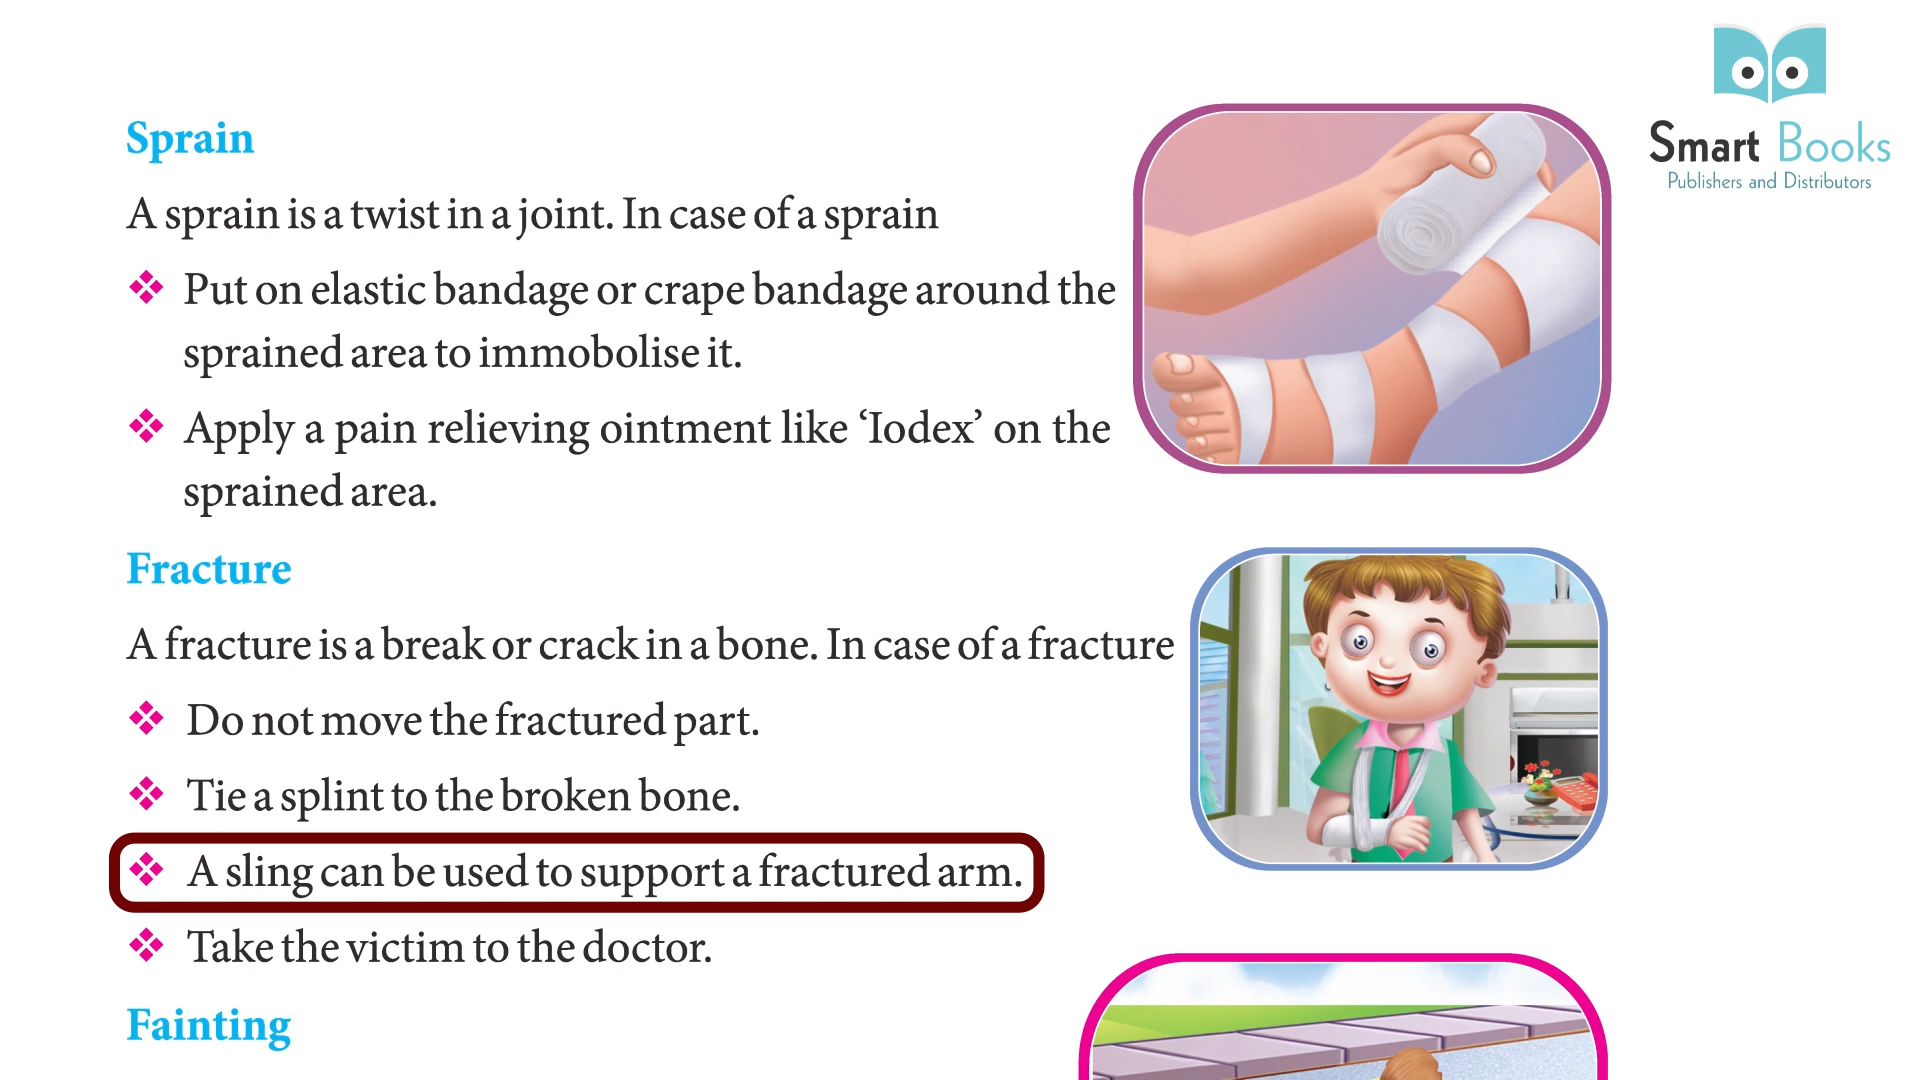 Smart Books
Publishers and Distributors
Sprain
A sprain is a twist in a joint. In case of a sprain
❖ Put on elastic bandage or crape bandage around the
sprained area to immobolise it.
❖ Apply a pain relieving ointment like ‘Iodex’ on the
sprained area.
Fracture
A fracture is a break or crack in a bone. In case of a fracture
❖ Do not move the fractured part.
❖ Tie a splint to the broken bone.
❖ A sling can be used to support a fractured arm.
❖ Take the victim to the doctor.
Fainting